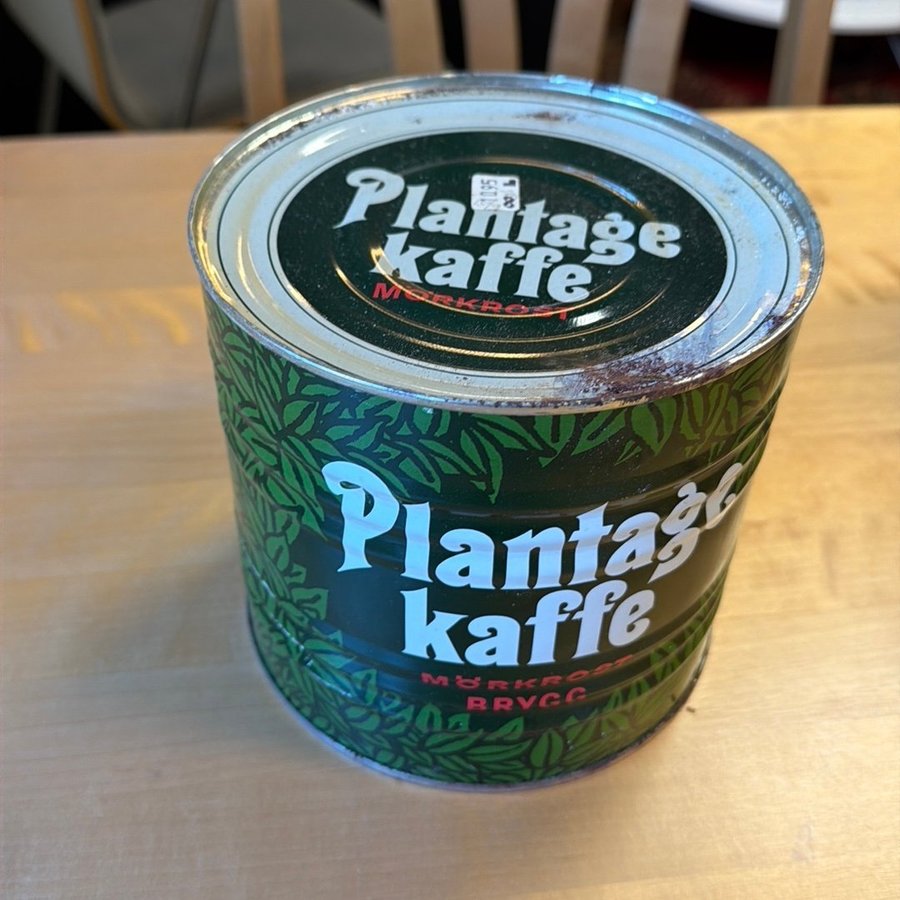 Plantage
kaffe
MÖRKROST
Plantage
kaffe
MÖRKROST
BRYGG